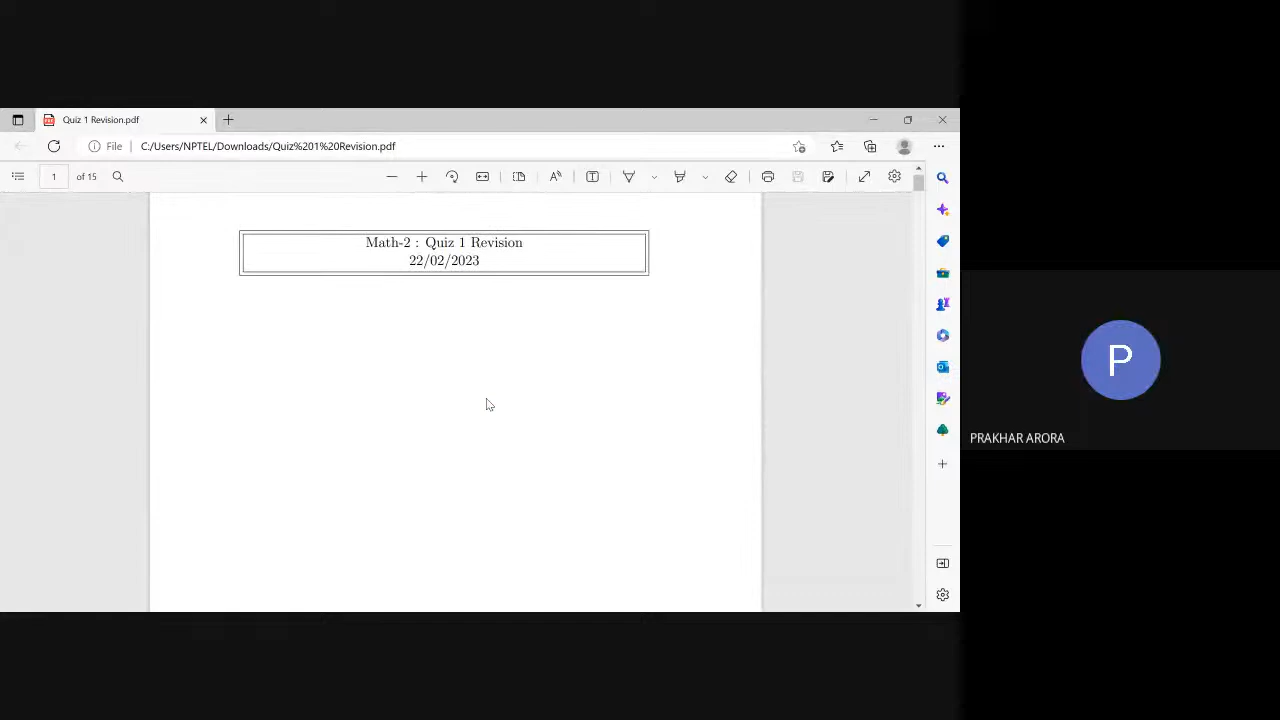 Quiz 1 Revision.pdf
File
C:/Users/NPTEL/Downloads/Quiz%201%20Revision.pdf
1 of 15
Math-2 : Quiz 1 Revision
22/02/2023
P
PRAKHAR ARORA